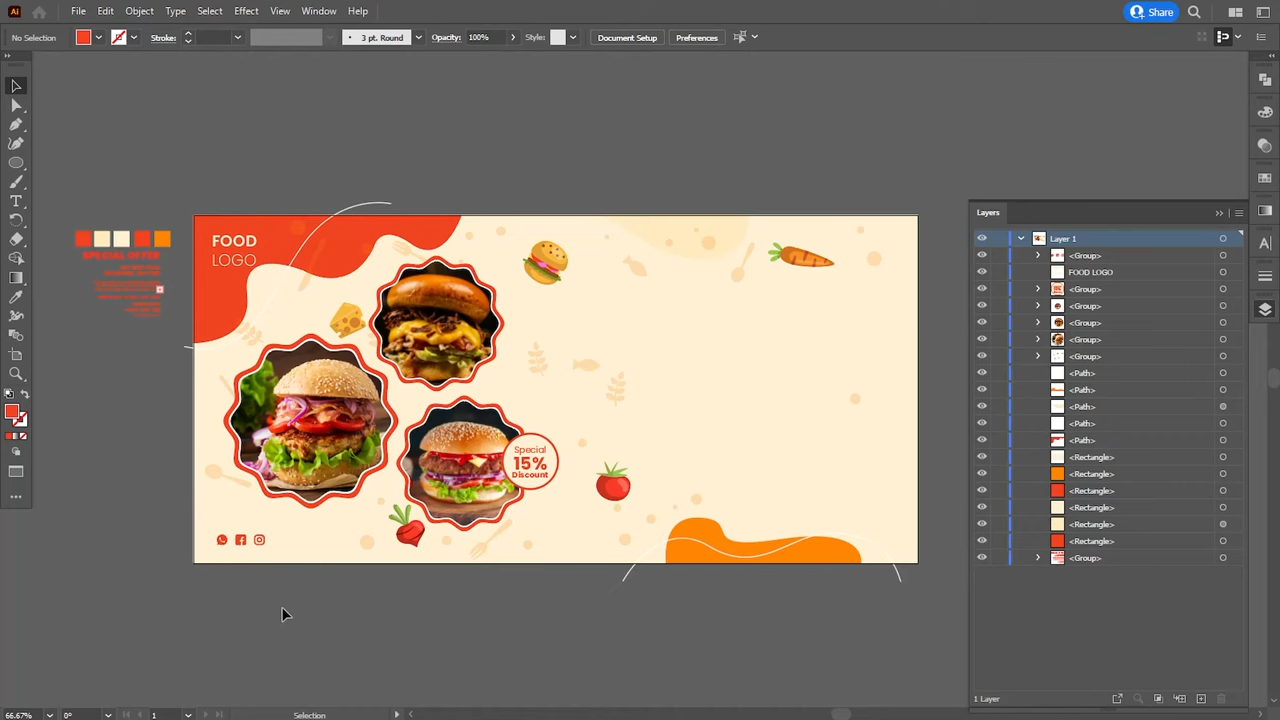 Ai File Edit Object Type Select Effect View Window Help Share
No Selection Stroke: 3 pt. Round Opacity: 100% Style: Document Setup Preferences
SPECIAL OFFER
FOOD
LOGO
Special
15%
Discount
Layers
Layer 1
<Group>
FOOD LOGO
<Group>
<Group>
<Group>
<Group>
<Group>
<Path>
<Path>
<Path>
<Path>
<Path>
<Rectangle>
<Rectangle>
<Rectangle>
<Rectangle>
<Rectangle>
<Rectangle>
<Group>
1 Layer
66.67% 0° 1 Selection